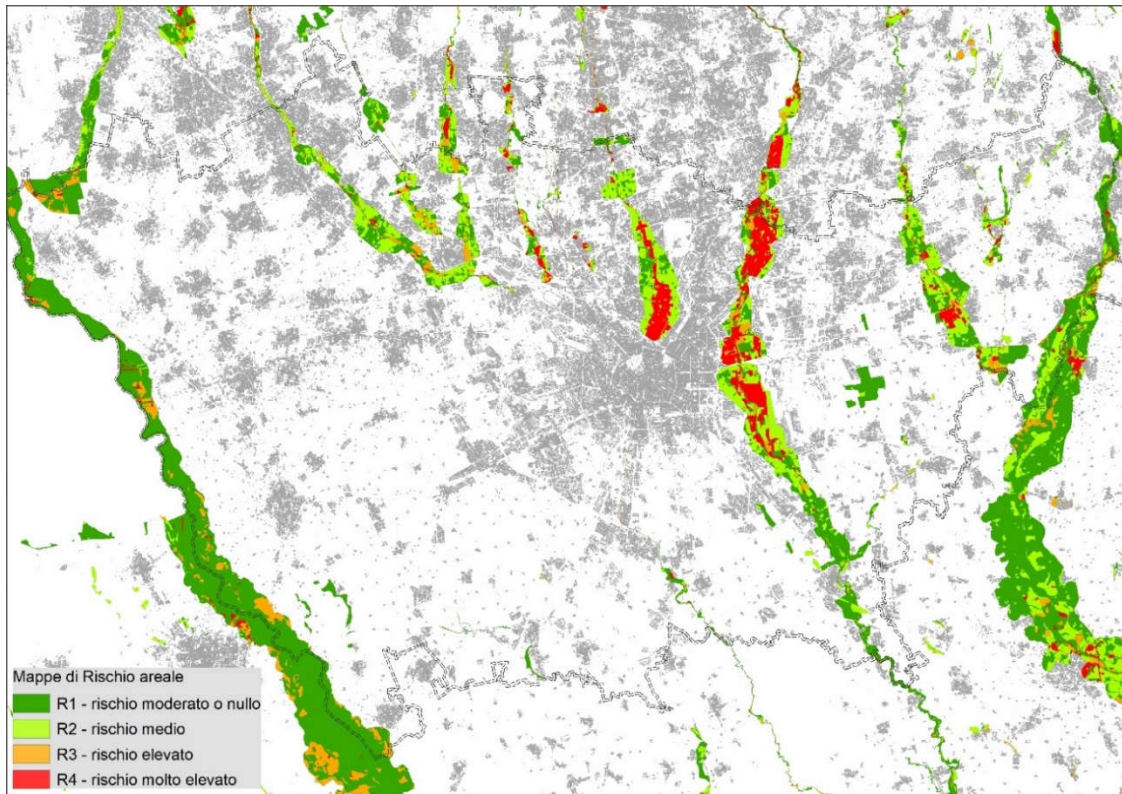 Mappe di Rischio areale
R1 - rischio moderato o nullo
R2 - rischio medio
R3 - rischio elevato
R4 - rischio molto elevato